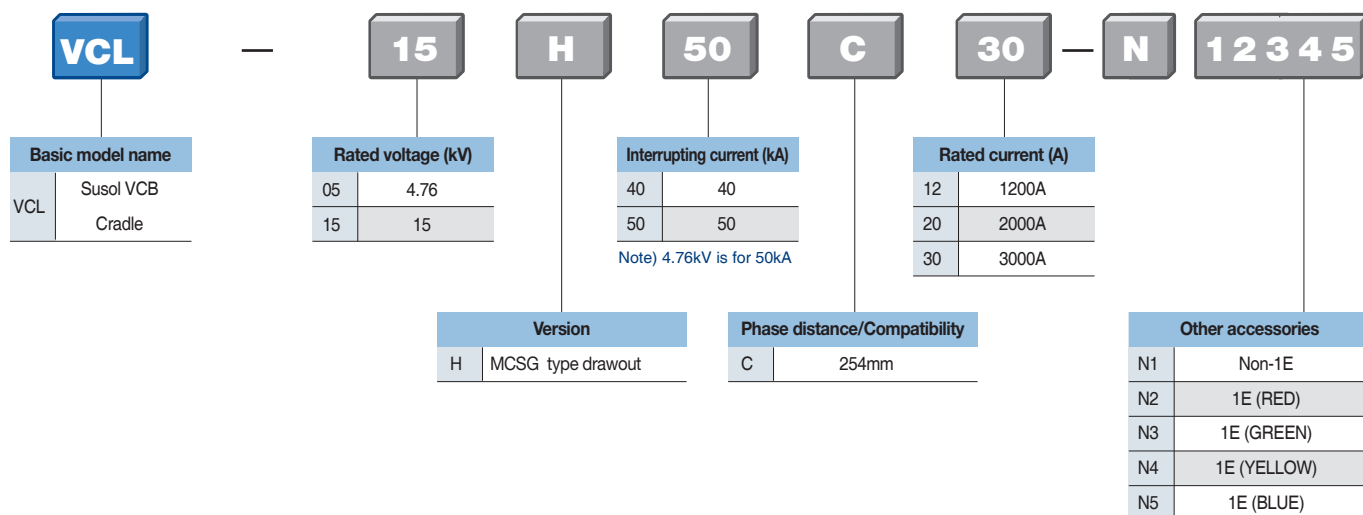 VCL — 15 H 50 C 30 — N 1 2 3 4 5
Basic model name
VCL Susol VCB
Cradle
Rated voltage (kV)
05 4.76
15 15
Interrupting current (kA)
40 40
50 50
Note) 4.76kV is for 50kA
Rated current (A)
12 1200A
20 2000A
30 3000A
Version
H MCSG type drawout
Phase distance/Compatibility
C 254mm
Other accessories
N1 Non-1E
N2 1E (RED)
N3 1E (GREEN)
N4 1E (YELLOW)
N5 1E (BLUE)